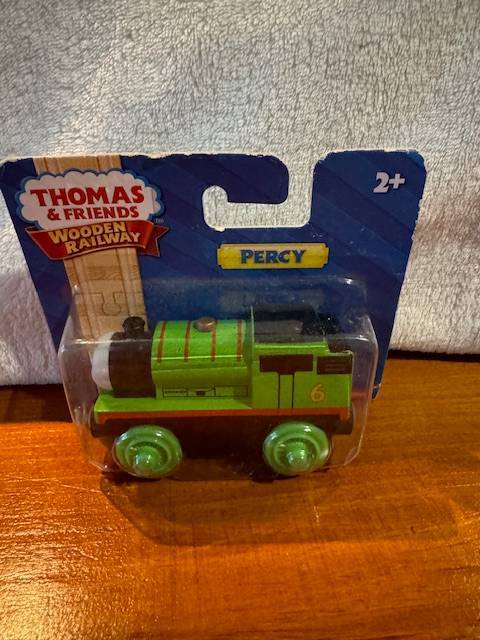 THOMAS
& FRIENDS
WOODEN
RAILWAY
2+
PERCY
6